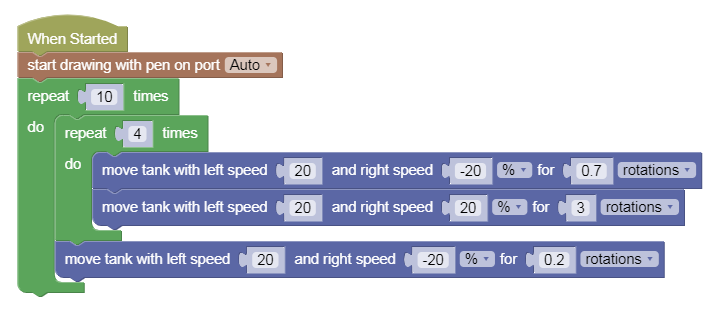 When Started
start drawing with pen on port Auto
repeat 10 times
do repeat 4 times
do move tank with left speed 20 and right speed -20 % for 0.7 rotations
move tank with left speed 20 and right speed 20 % for 3 rotations
move tank with left speed 20 and right speed -20 % for 0.2 rotations